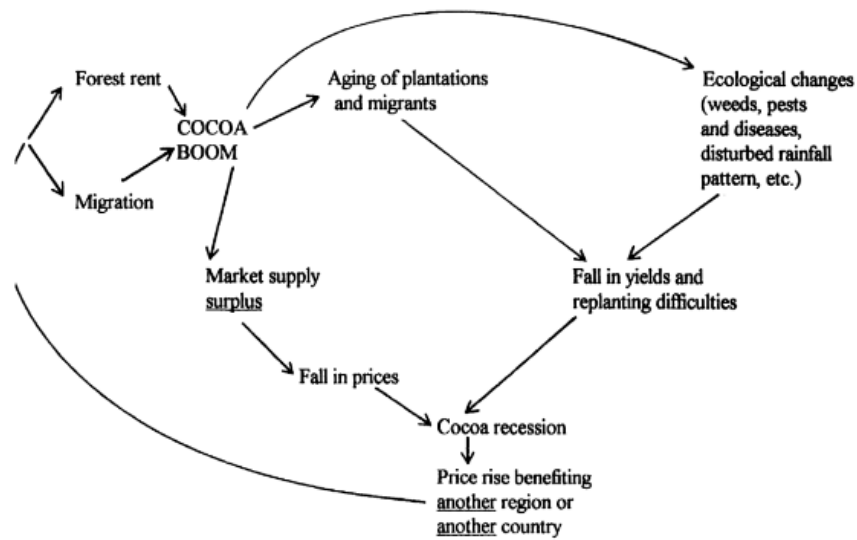 Forest rent
COCOA
BOOM
Migration
Aging of plantations
and migrants
Ecological changes
(weeds, pests
and diseases,
disturbed rainfall
pattern, etc.)
Market supply
surplus
Fall in yields and
replanting difficulties
Fall in prices
Cocoa recession
Price rise benefiting
another region or
another country